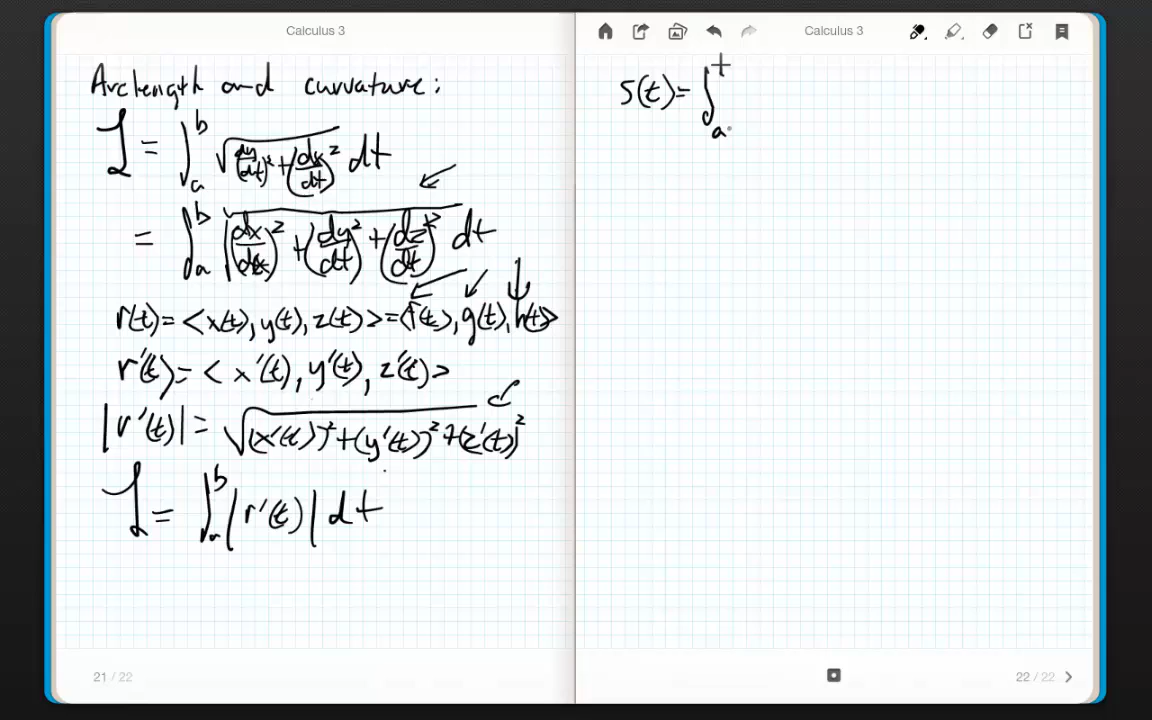 Calculus 3
Arclength and curvature:
L = ∫_a^b √((dy/dt)² + (dx/dt)²) dt
= ∫_a^b √((dx/dt)² + (dy/dt)² + (dz/dt)²) dt
r(t) = <x(t), y(t), z(t)> = <f(t), g(t), h(t)>
r'(t) = <x'(t), y'(t), z'(t)>
|r'(t)| = √((x'(t))² + (y'(t))² + (z'(t))²)
L = ∫_a^b |r'(t)| dt
21 / 22
Calculus 3
S(t) = ∫_a^t
22 / 22